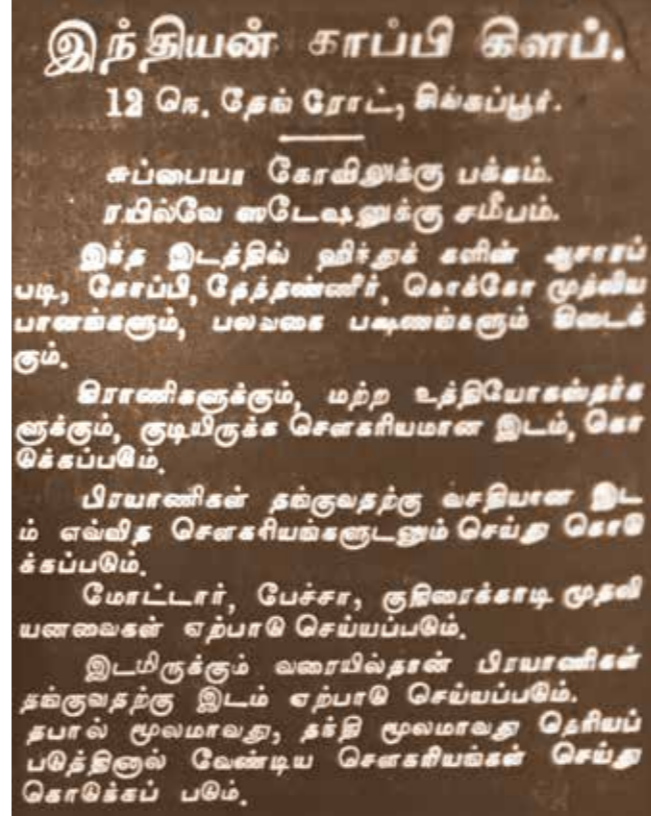 இந்தியன் காப்பி கிளப்.
12 நெ. தேங் ரோட், சிங்கப்பூர்.
சுப்பையா கோவிலுக்கு பக்கம்.
ரயில்வே ஸடேஷனுக்கு சமீபம்.
இந்த இடத்தில் ஹிந்துக் களின் ஆசாரப்
படி, கோப்பி, தேத்தண்ணீர், கொக்கோ முதலிய
பானங்களும், பலவகை பக்ஷணங்களும் கிடைக்
கும்.
கிராணிகளுக்கும், மற்ற உத்தியோகஸ்தர்க
ளுக்கும், குடியிருக்க சௌகரியமான இடம், கொ
டுக்கப்படும்.
பிரயாணிகள் தங்குவதற்கு வசதியான இட
ம் எவ்வித சௌகரியங்களுடனும் செய்து கொடு
க்கப்படும்.
மோட்டார், பேச்சா, குதிரைக்காடி முதலி
யனவைகள் ஏற்பாடு செய்யப்படும்.
இடமிருக்கும் வரையில்தான் பிரயாணிகள்
தங்குவதற்கு இடம் ஏற்பாடு செய்யப்படும்.
தபால் மூலமாவது, தந்தி மூலமாவது தெரியப்
படுத்தினால் வேண்டிய சௌகரியங்கள் செய்து
கொடுக்கப் படும்.